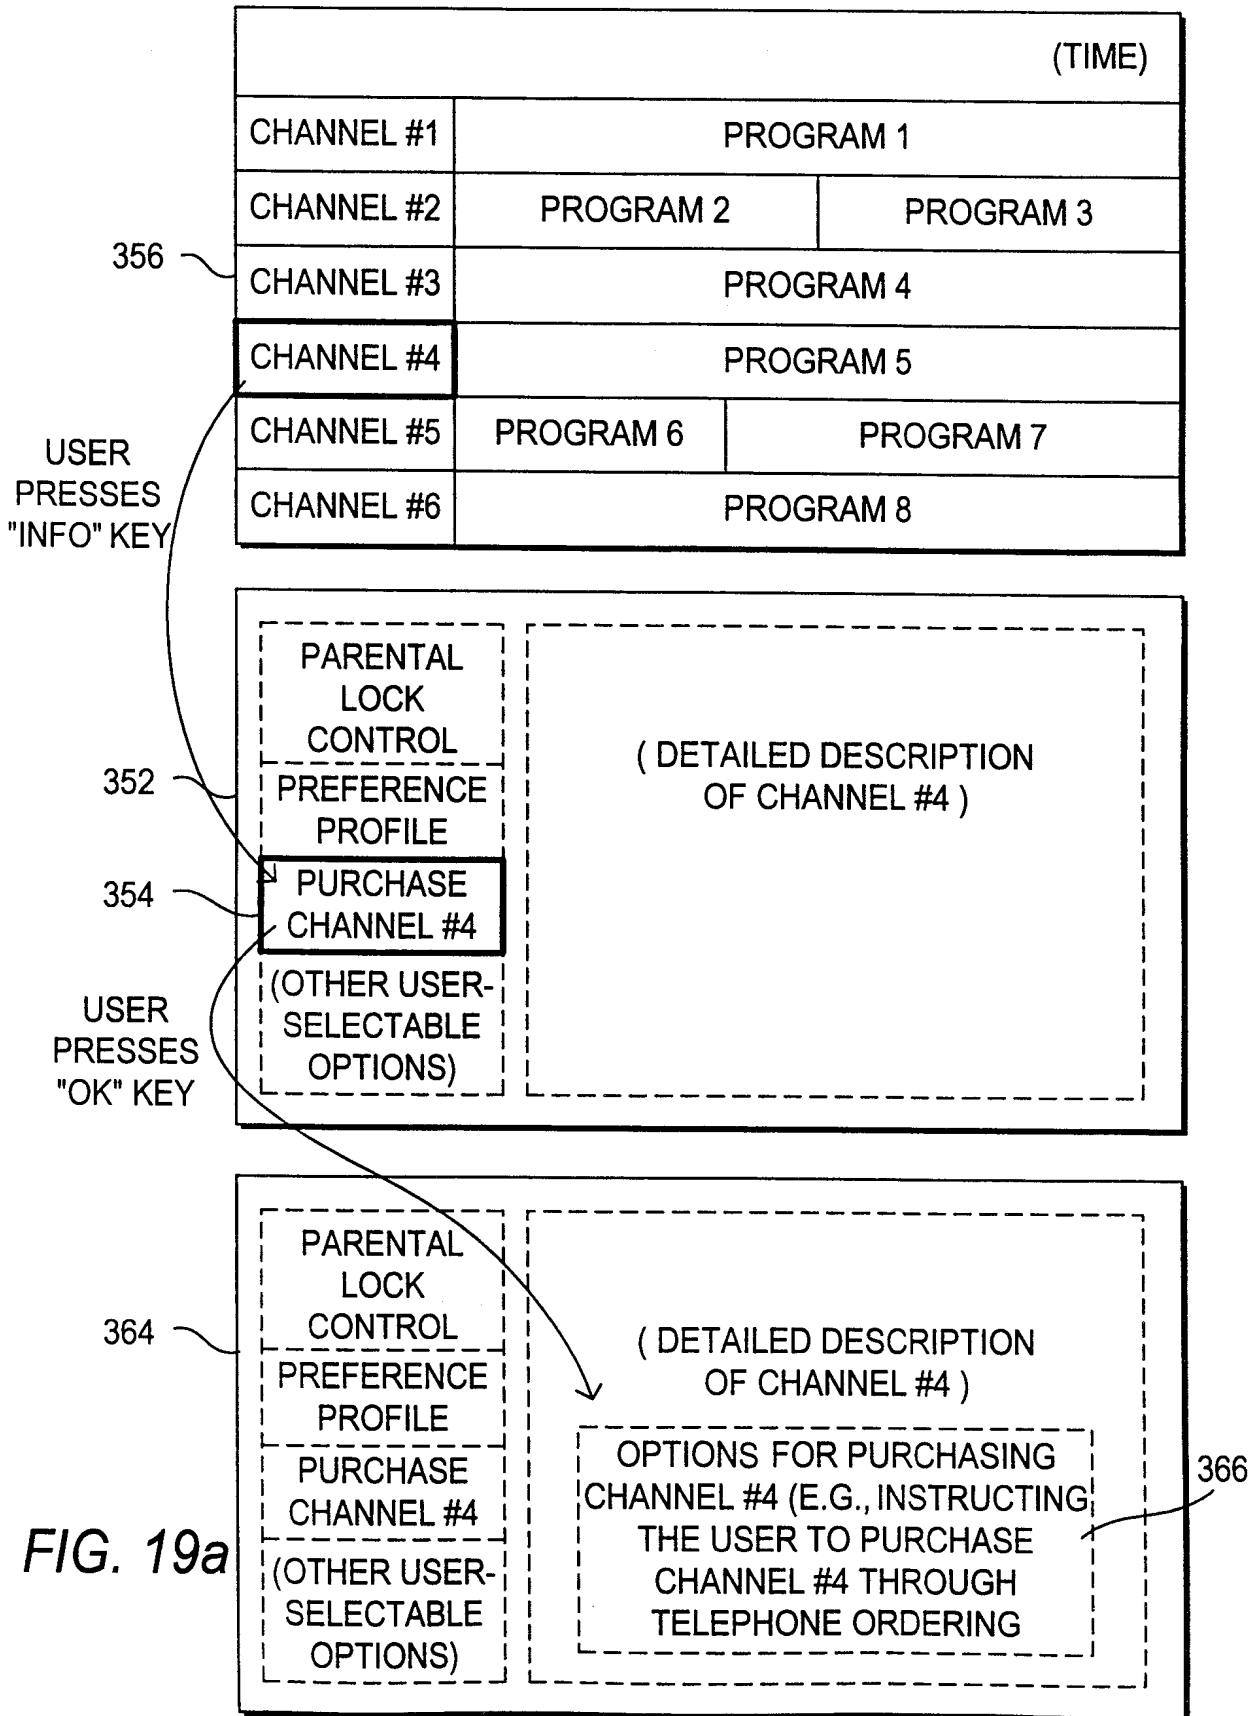 (TIME)
CHANNEL #1 PROGRAM 1
CHANNEL #2 PROGRAM 2 PROGRAM 3
356
CHANNEL #3 PROGRAM 4
CHANNEL #4 PROGRAM 5
CHANNEL #5 PROGRAM 6 PROGRAM 7
CHANNEL #6 PROGRAM 8
USER
PRESSES
"INFO" KEY
352
PARENTAL
LOCK
CONTROL
PREFERENCE
PROFILE
354
PURCHASE
CHANNEL #4
(OTHER USER-
SELECTABLE
OPTIONS)
( DETAILED DESCRIPTION
OF CHANNEL #4 )
USER
PRESSES
"OK" KEY
364
PARENTAL
LOCK
CONTROL
PREFERENCE
PROFILE
PURCHASE
CHANNEL #4
(OTHER USER-
SELECTABLE
OPTIONS)
( DETAILED DESCRIPTION
OF CHANNEL #4 )
OPTIONS FOR PURCHASING
CHANNEL #4 (E.G., INSTRUCTING
THE USER TO PURCHASE
CHANNEL #4 THROUGH
TELEPHONE ORDERING
366
FIG. 19a